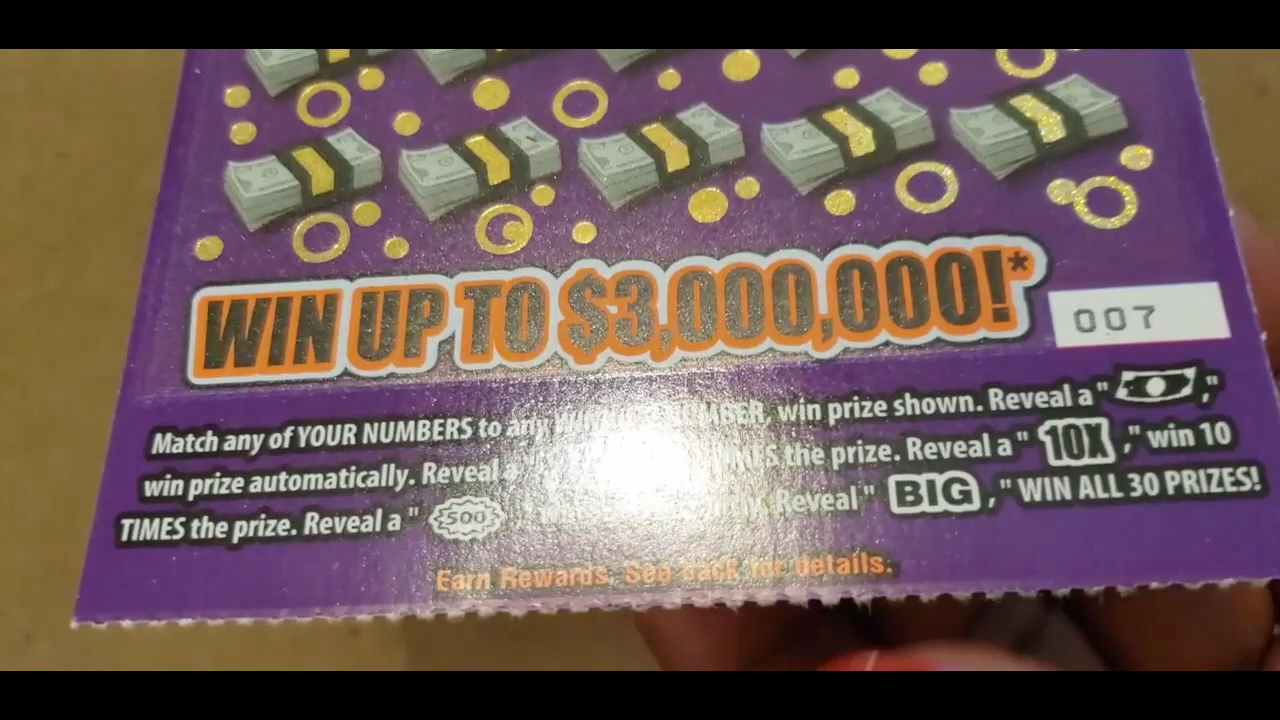 WIN UP TO $3,000,000!*
007
Match any of YOUR NUMBERS to any NUMBER, win prize shown. Reveal a " ,"
win prize automatically. Reveal a the prize. Reveal a " 10X ," win 10
TIMES the prize. Reveal a " 500 " Reveal " BIG ," WIN ALL 30 PRIZES!
Earn Rewards. See back for details.